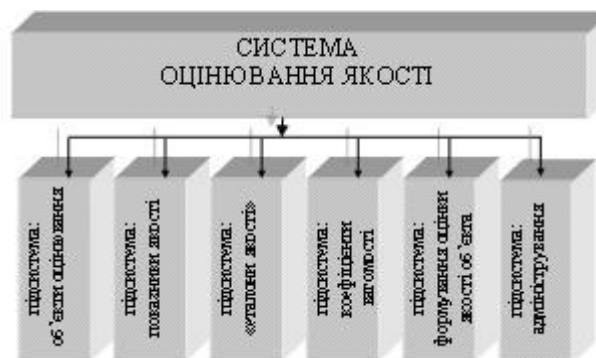 СИСТЕМА
ОЦІНЮВАННЯ ЯКОСТІ
підсистема:
об`єкти оцінювання
підсистема:
показники якості
підсистема:
«еталони якості»
підсистема:
коефіцієнти
вагомості
підсистема:
формування оцінки
якості об`єкта
підсистема:
адміністрування